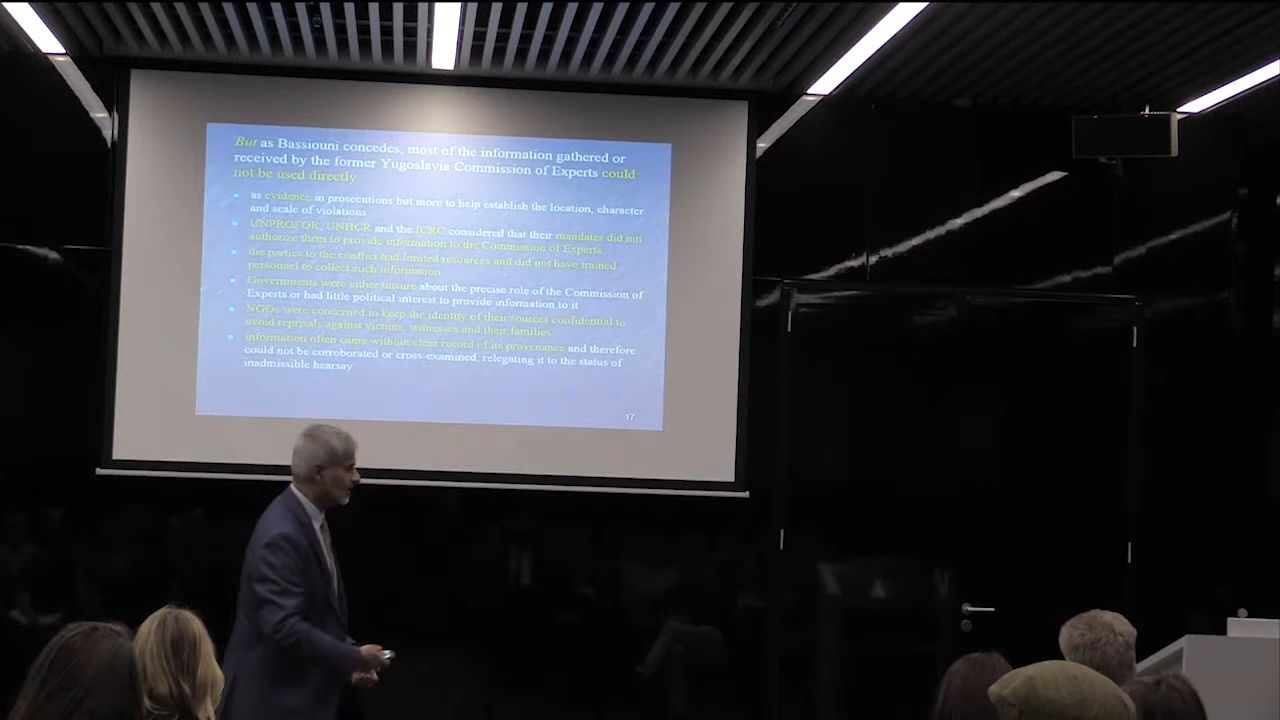 But as Bassiouni concedes, most of the information gathered or
received by the former Yugoslavia Commission of Experts could
not be used directly
as evidence in prosecutions but more to help establish the location, character
and scale of violations
UNPROFOR, UNHCR and the ICRC considered that their mandates did not
authorize them to provide information to the Commission of Experts
the parties to the conflict had limited resources and did not have trained
personnel to collect such information
Governments were either unsure about the precise role of the Commission of
Experts or had little political interest to provide information to it
NGOs were concerned to keep the identity of their sources confidential to
avoid reprisals against victims, witnesses and their families
information often came without clear record of its provenance and therefore
could not be corroborated or cross-examined, relegating it to the status of
inadmissible hearsay
17